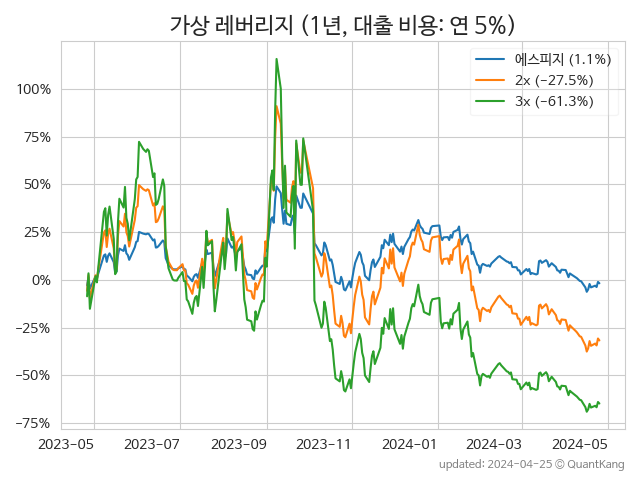 가상 레버리지 (1년, 대출 비용: 연 5%)
에스피지 (1.1%)
2x (−27.5%)
3x (−61.3%)
100%
75%
50%
25%
0%
−25%
−50%
−75%
2023-05 2023-07 2023-09 2023-11 2024-01 2024-03 2024-05
updated: 2024-04-25 © QuantKang